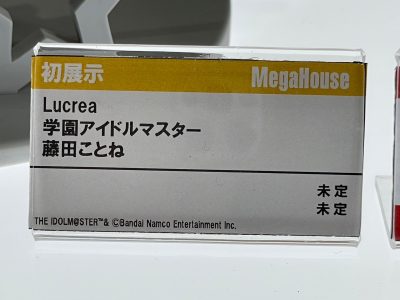 初展示 MegaHouse
Lucrea
学園アイドルマスター
藤田ことね
未定
未定
THE IDOLM@STER™& ©Bandai Namco Entertainment Inc.